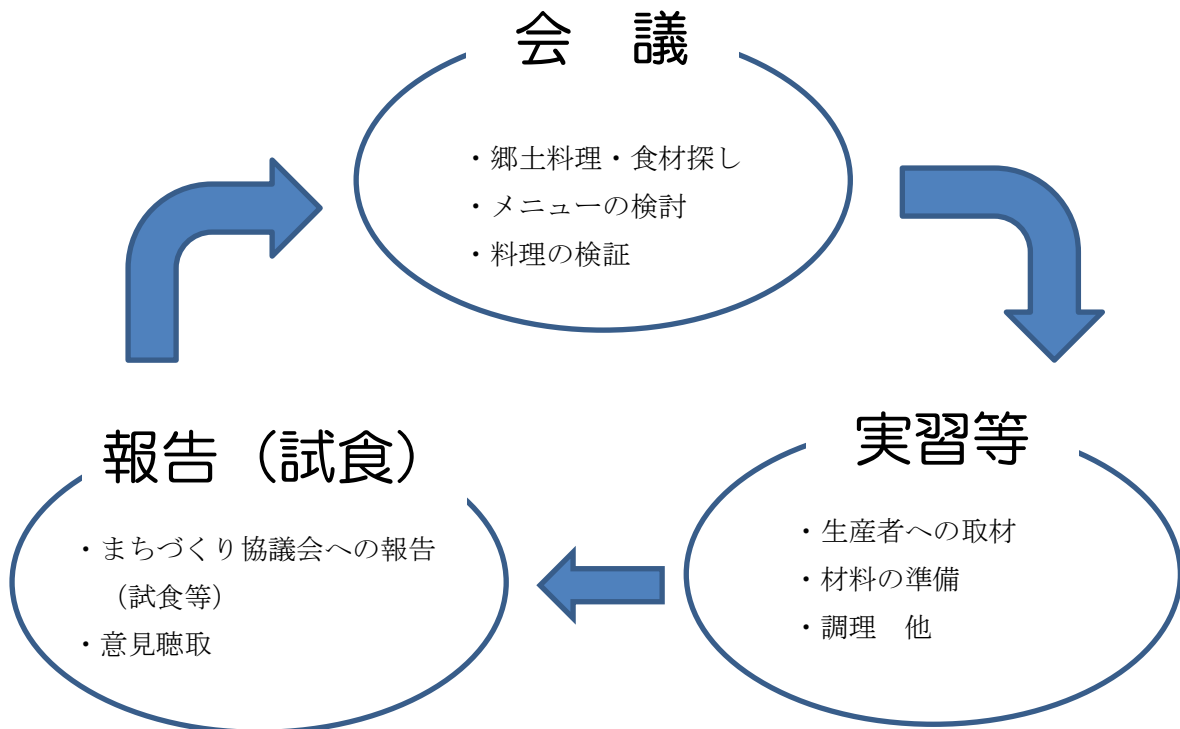 会　議
・郷土料理・食材探し
・メニューの検討
・料理の検証
実習等
・生産者への取材
・材料の準備
・調理　他
報告（試食）
・まちづくり協議会への報告
（試食等）
・意見聴取